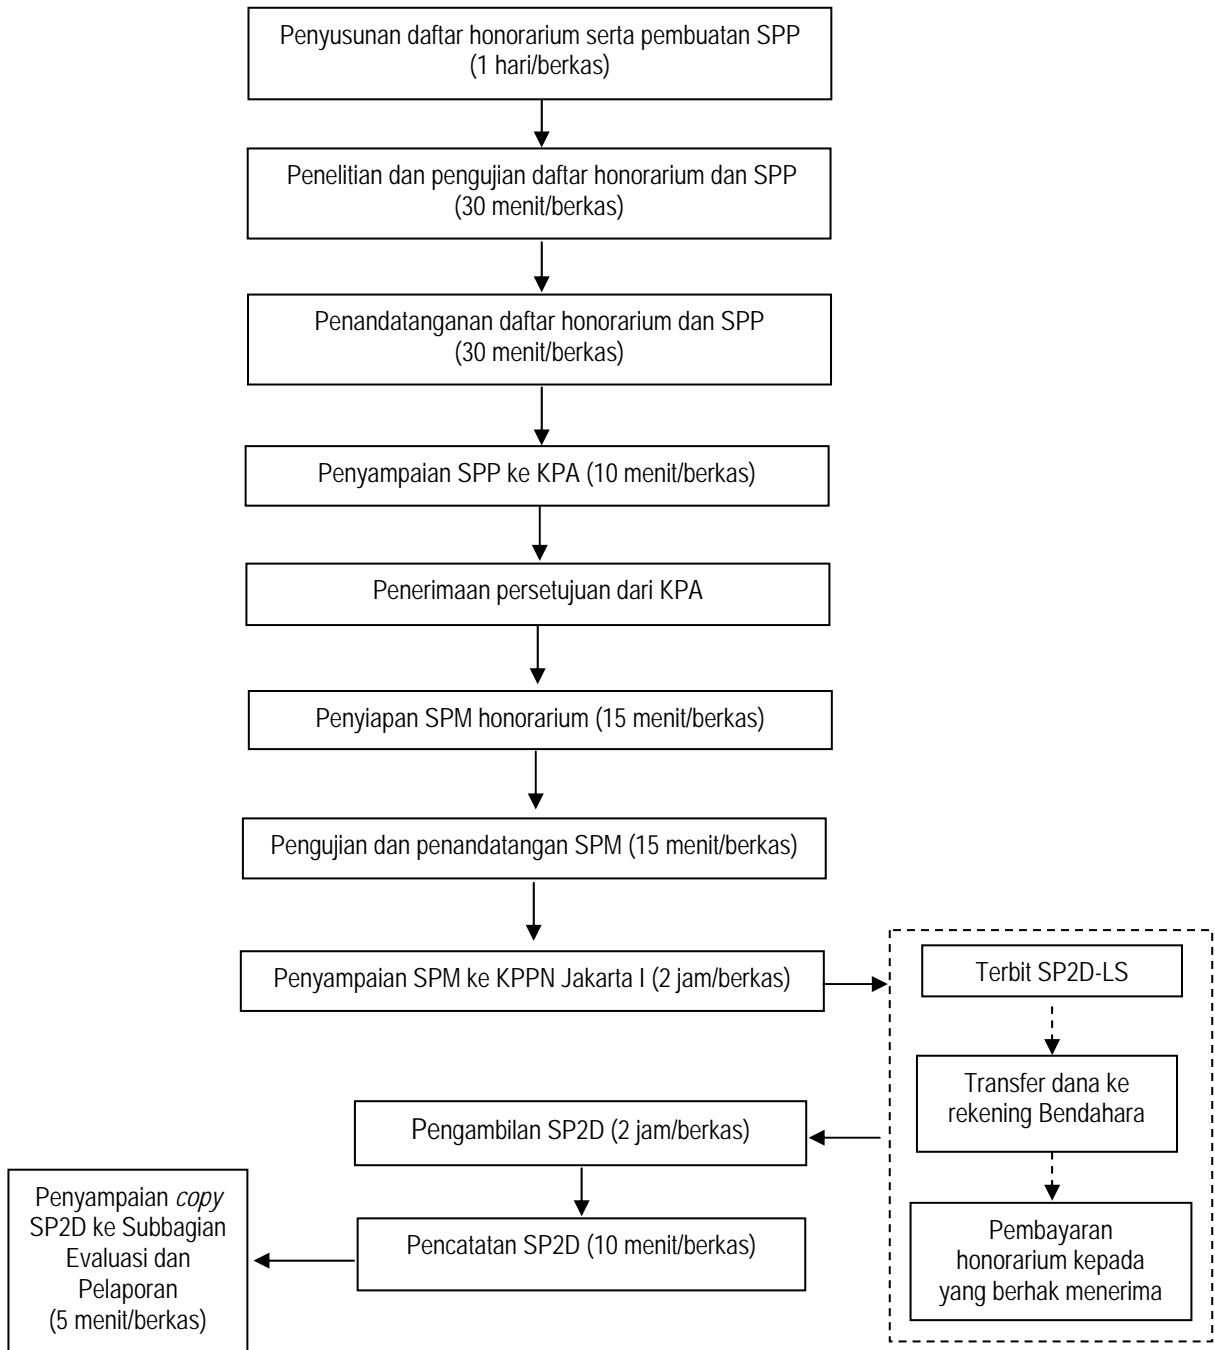 Penyusunan daftar honorarium serta pembuatan SPP
(1 hari/berkas)
Penelitian dan pengujian daftar honorarium dan SPP
(30 menit/berkas)
Penandatanganan daftar honorarium dan SPP
(30 menit/berkas)
Penyampaian SPP ke KPA (10 menit/berkas)
Penerimaan persetujuan dari KPA
Penyiapan SPM honorarium (15 menit/berkas)
Pengujian dan penandatangan SPM (15 menit/berkas)
Penyampaian SPM ke KPPN Jakarta I (2 jam/berkas)
Terbit SP2D-LS
Transfer dana ke
rekening Bendahara
Pembayaran
honorarium kepada
yang berhak menerima
Pengambilan SP2D (2 jam/berkas)
Pencatatan SP2D (10 menit/berkas)
Penyampaian copy
SP2D ke Subbagian
Evaluasi dan
Pelaporan
(5 menit/berkas)